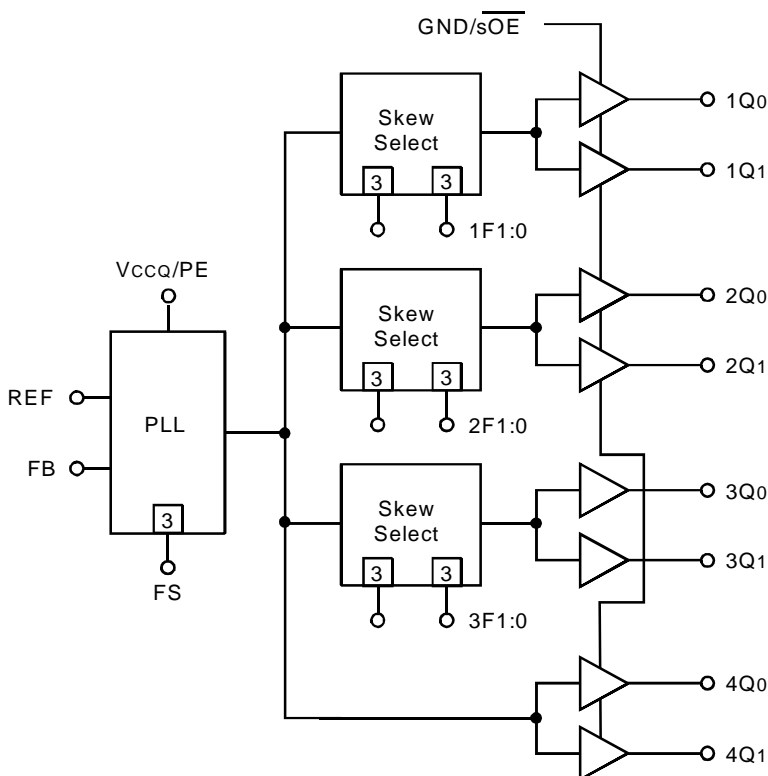 GND/sOE
Skew
Select
3 3
1F1:0
1Q0
1Q1
VCCQ/PE
Skew
Select
3 3
2F1:0
2Q0
2Q1
REF
FB
PLL
3
FS
Skew
Select
3 3
3F1:0
3Q0
3Q1
4Q0
4Q1